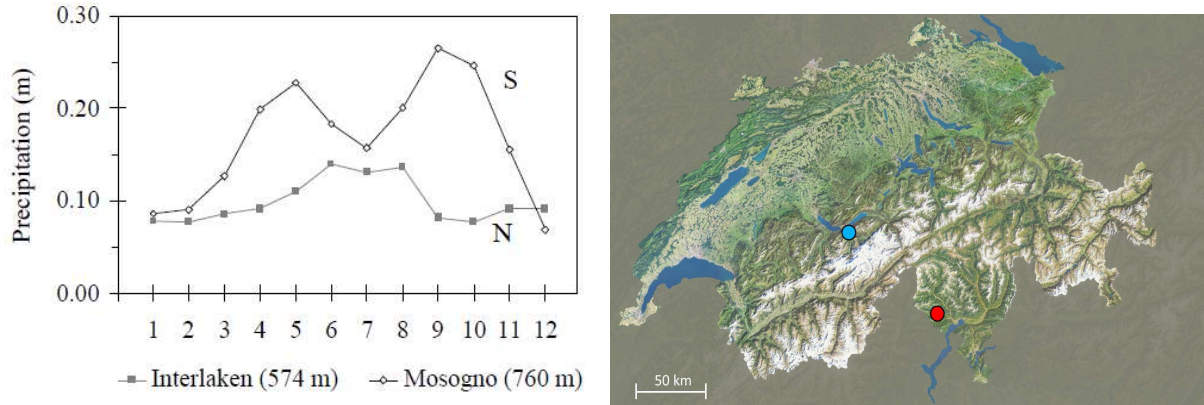 0.30
0.20
0.10
0.00
Precipitation (m)
S
N
1 2 3 4 5 6 7 8 9 10 11 12
Interlaken (574 m) Mosogno (760 m)
50 km